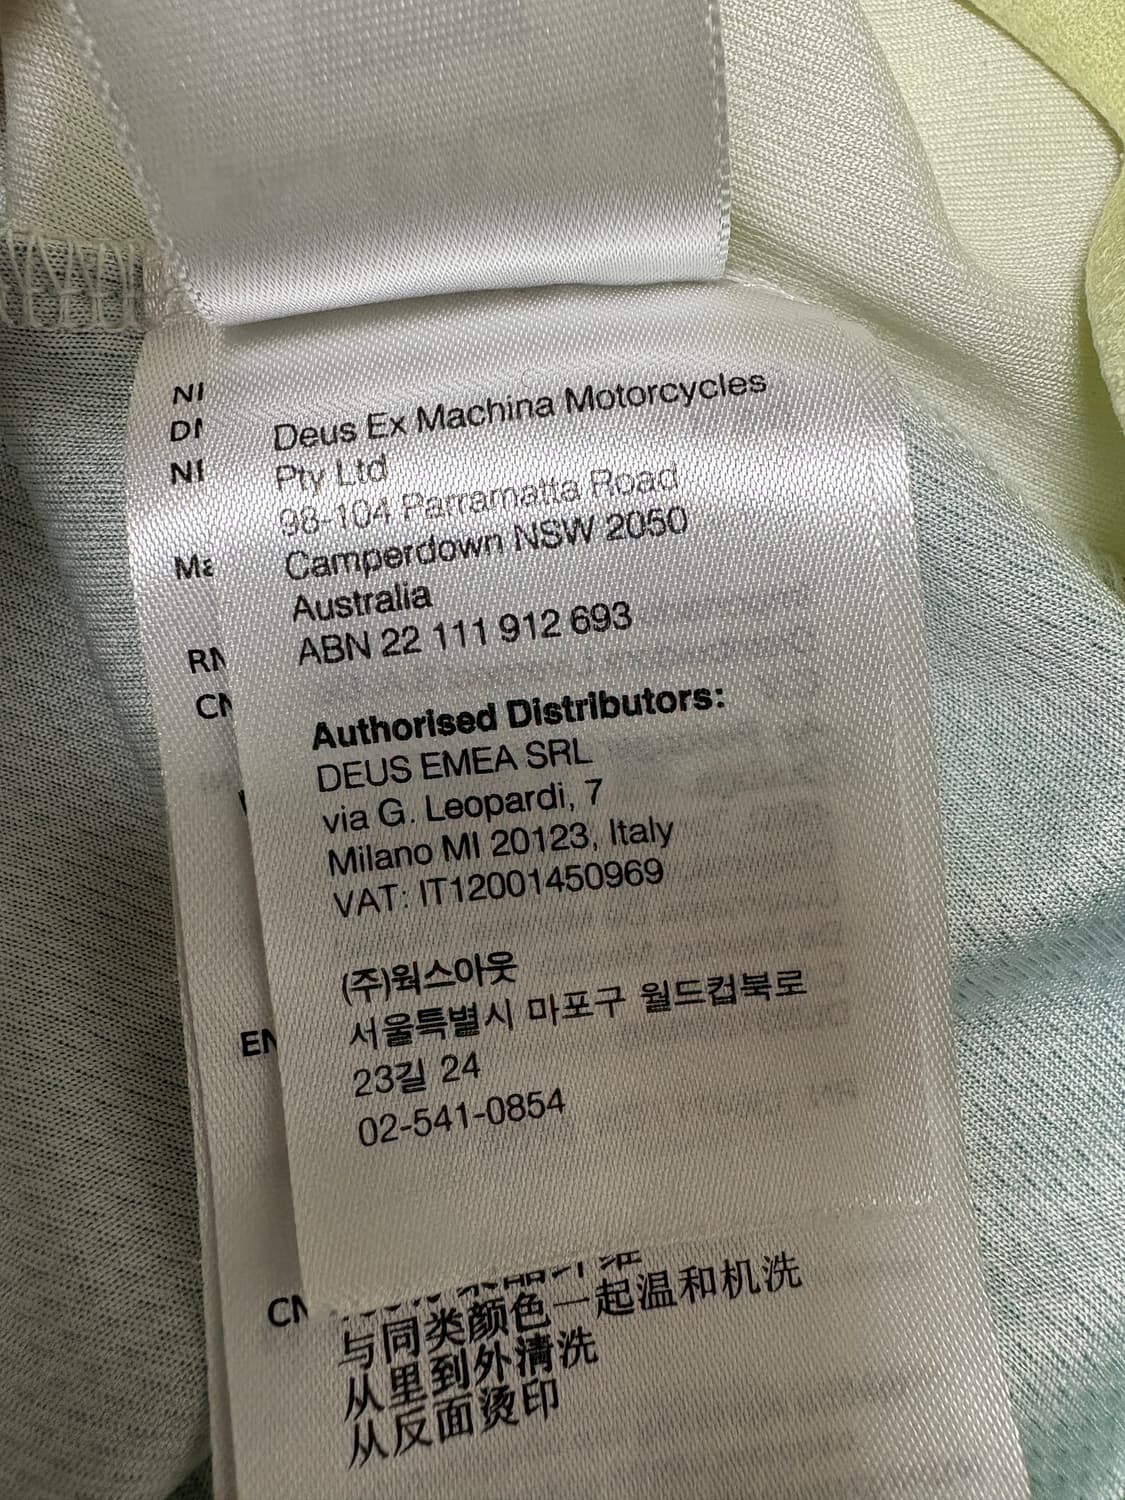 Deus Ex Machina Motorcycles
Pty Ltd
98-104 Parramatta Road
Camperdown NSW 2050
Australia
ABN 22 111 912 693
Authorised Distributors:
DEUS EMEA SRL
via G. Leopardi, 7
Milano MI 20123, Italy
VAT: IT12001450969
(주)웍스아웃
서울특별시 마포구 월드컵북로
23길 24
02-541-0854
与同类颜色一起温和机洗
从里到外清洗
从反面烫印